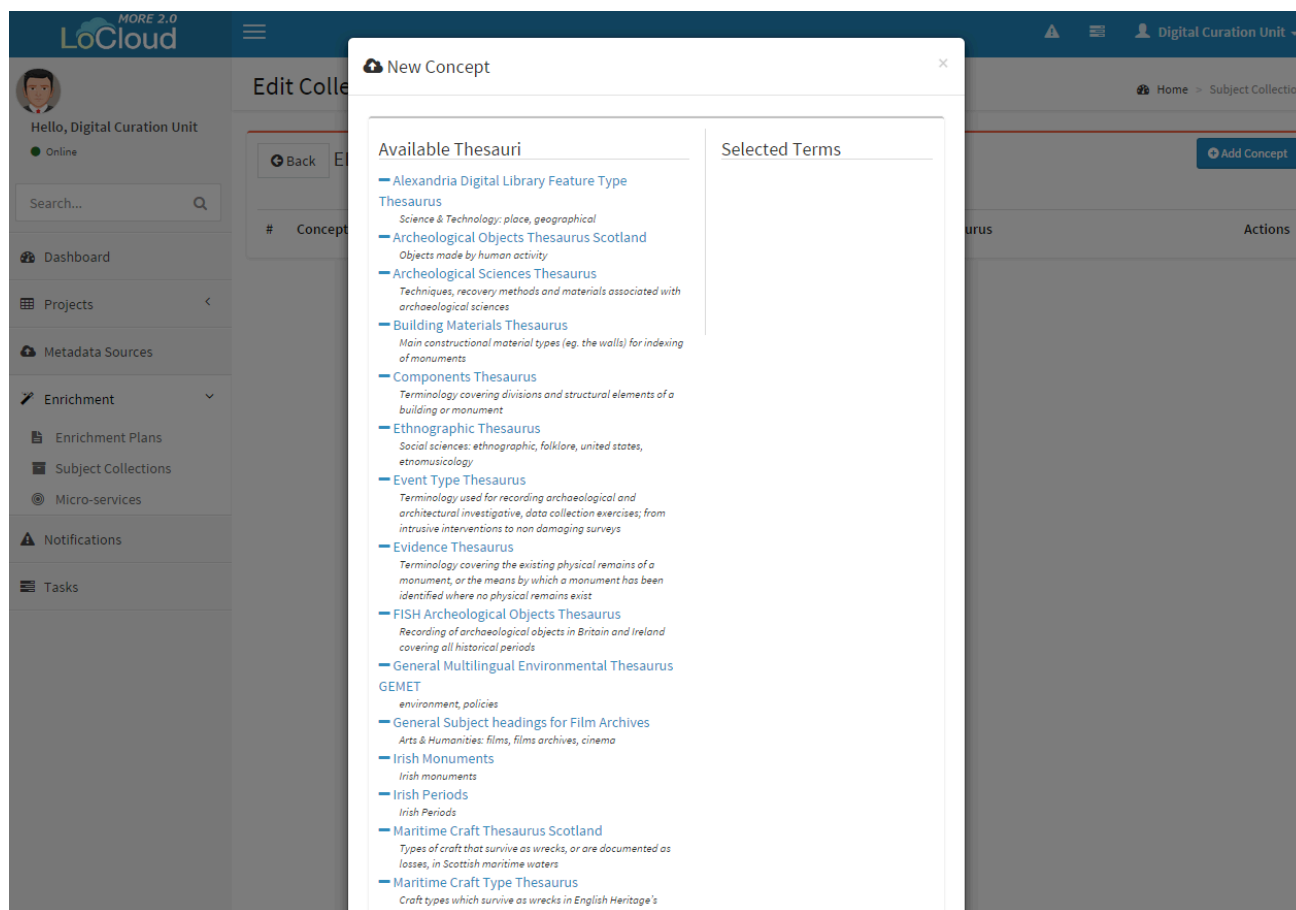 MORE 2.0
LoCloud
Digital Curation Unit
New Concept
×
Edit Colle
Home > Subject Collectio
Hello, Digital Curation Unit
Online
Back
Add Concept
Search...
# Concept
urus
Actions
Dashboard
Projects
Metadata Sources
Enrichment
Enrichment Plans
Subject Collections
Micro-services
Notifications
Tasks
Available Thesauri
Alexandria Digital Library Feature Type
Thesaurus
Science & Technology: place, geographical
Archeological Objects Thesaurus Scotland
Objects made by human activity
Archeological Sciences Thesaurus
Techniques, recovery methods and materials associated with
archaeological sciences
Building Materials Thesaurus
Main constructional material types (eg. the walls) for indexing
of monuments
Components Thesaurus
Terminology covering divisions and structural elements of a
building or monument
Ethnographic Thesaurus
Social sciences: ethnographic, folklore, united states,
etnomusicology
Event Type Thesaurus
Terminology used for recording archaeological and
architectural investigative, data collection exercises; from
intrusive interventions to non damaging surveys
Evidence Thesaurus
Terminology covering the existing physical remains of a
monument, or the means by which a monument has been
identified where no physical remains exist
FISH Archeological Objects Thesaurus
Recording of archaeological objects in Britain and Ireland
covering all historical periods
General Multilingual Environmental Thesaurus
GEMET
environment, policies
General Subject headings for Film Archives
Arts & Humanities: films, films archives, cinema
Irish Monuments
Irish monuments
Irish Periods
Irish Periods
Maritime Craft Thesaurus Scotland
Types of craft that survive as wrecks, or are documented as
losses, in Scottish maritime waters
Maritime Craft Type Thesaurus
Craft types which survive as wrecks in English Heritage's
Selected Terms